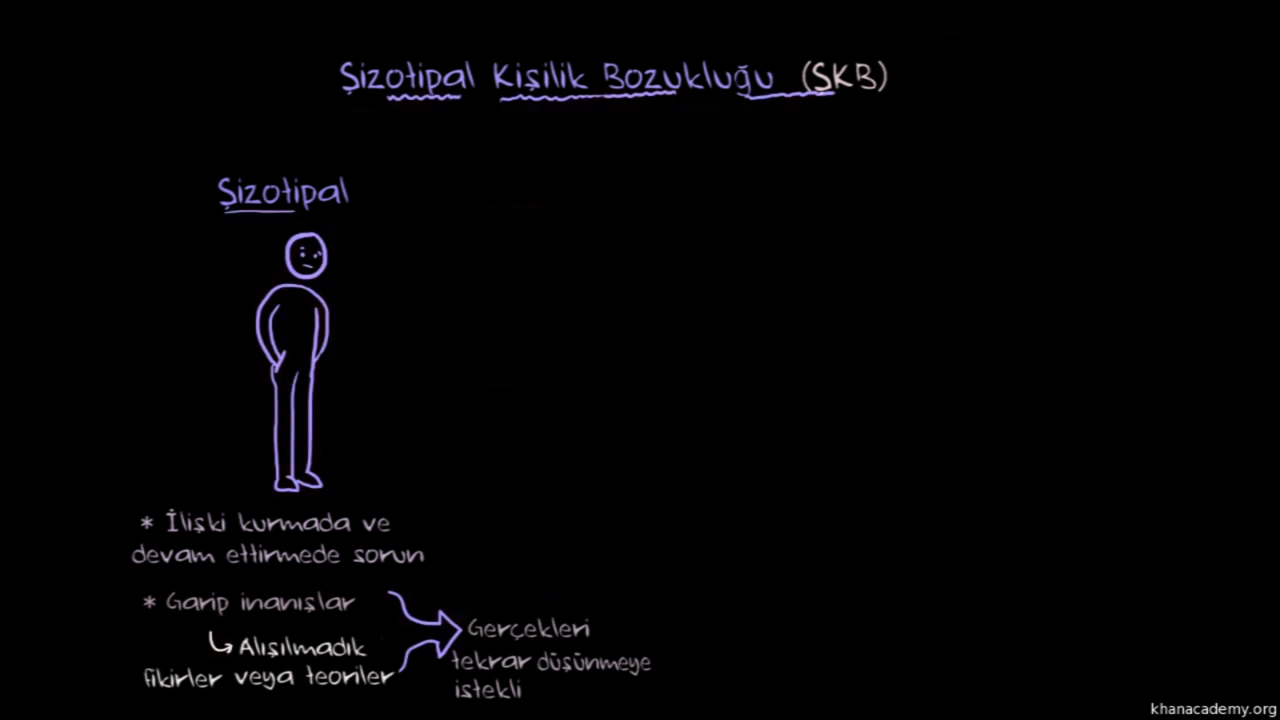 Şizotipal Kişilik Bozukluğu (ŞKB)
Şizotipal
* İlişki kurmada ve
devam ettirmede sorun
* Garip inanışlar
Alışılmadık
fikirler veya teoriler
Gerçekleri
tekrar düşünmeye
istekli
khanacademy.org